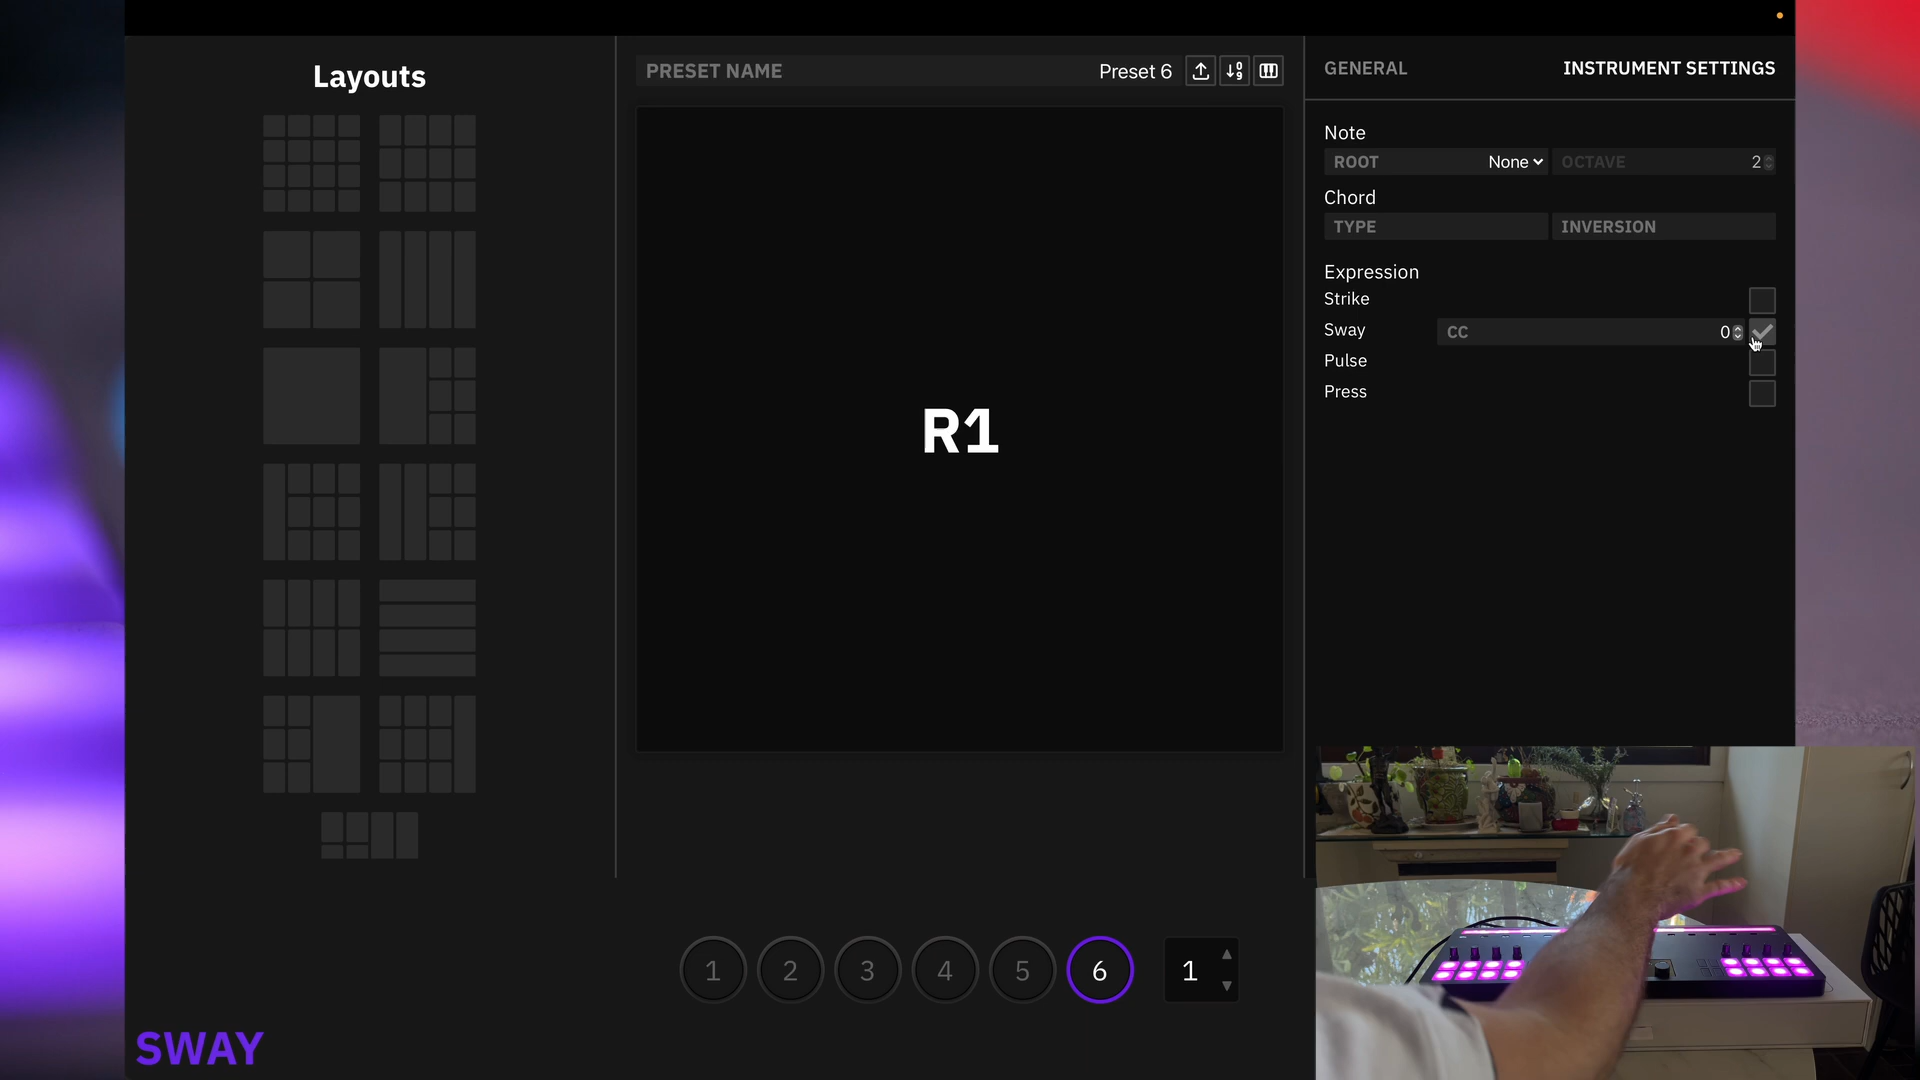 Layouts
PRESET NAME
Preset 6
GENERAL
INSTRUMENT SETTINGS
Note
ROOT
None
OCTAVE
2
Chord
TYPE
INVERSION
Expression
Strike
Sway
CC
0
Pulse
Press
R1
1
2
3
4
5
6
1
SWAY